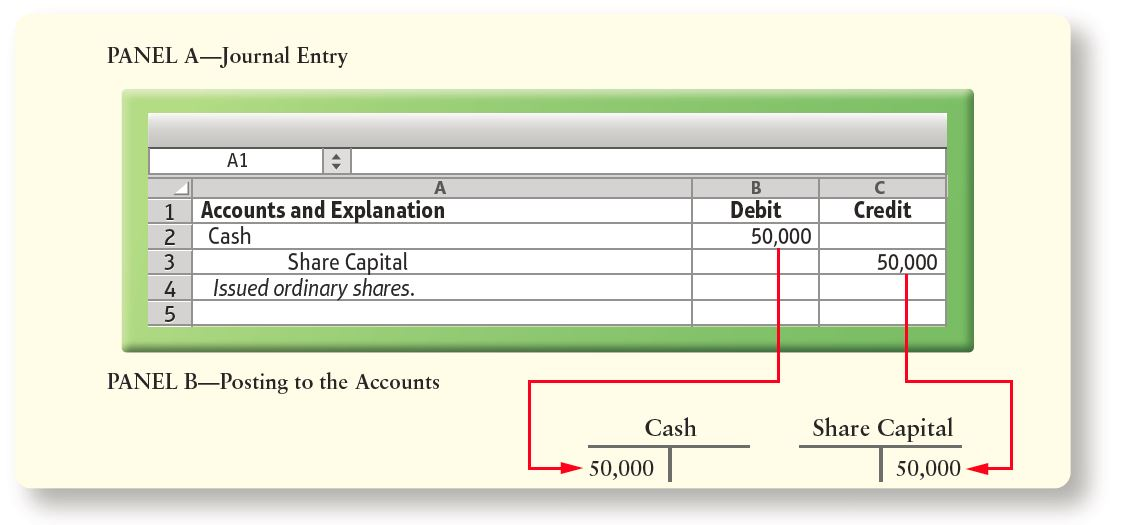 PANEL A—Journal Entry
A1
A B C
1 Accounts and Explanation Debit Credit
2 Cash 50,000
3 Share Capital 50,000
4 Issued ordinary shares.
5
PANEL B—Posting to the Accounts
Cash Share Capital
50,000 50,000